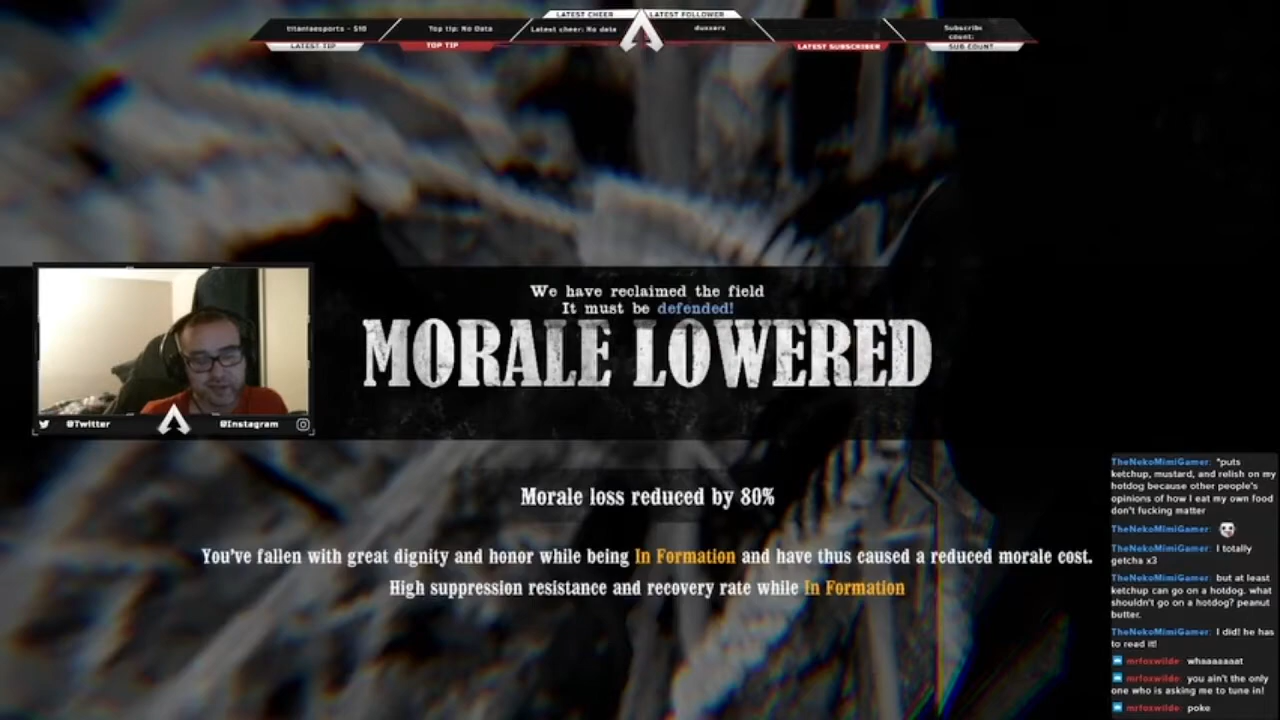 LATEST CHEER
LATEST FOLLOWER
titantaesports - $10
Top tip: No Data
Latest cheer: No data
duxxers
Subscribe
count:
LATEST TIP
TOP TIP
LATEST SUBSCRIBER
SUB COUNT
We have reclaimed the field
It must be defended!
MORALE LOWERED
@Twitter
@Instagram
Morale loss reduced by 80%
You've fallen with great dignity and honor while being In Formation and have thus caused a reduced morale cost.
High suppression resistance and recovery rate while In Formation
TheNekoMimiGamer: *puts
ketchup, mustard, and relish on my
hotdog because other people's
opinions of how I eat my own food
don't fucking matter
TheNekoMimiGamer:
TheNekoMimiGamer: I totally
getcha x3
TheNekoMimiGamer: but at least
ketchup can go on a hotdog. what
shouldn't go on a hotdog? peanut
butter.
TheNekoMimiGamer: I did! he has
to read it!
mrfoxwilde: whaaaaaaat
mrfoxwilde: you ain't the only
one who is asking me to tune in!
mrfoxwilde: poke